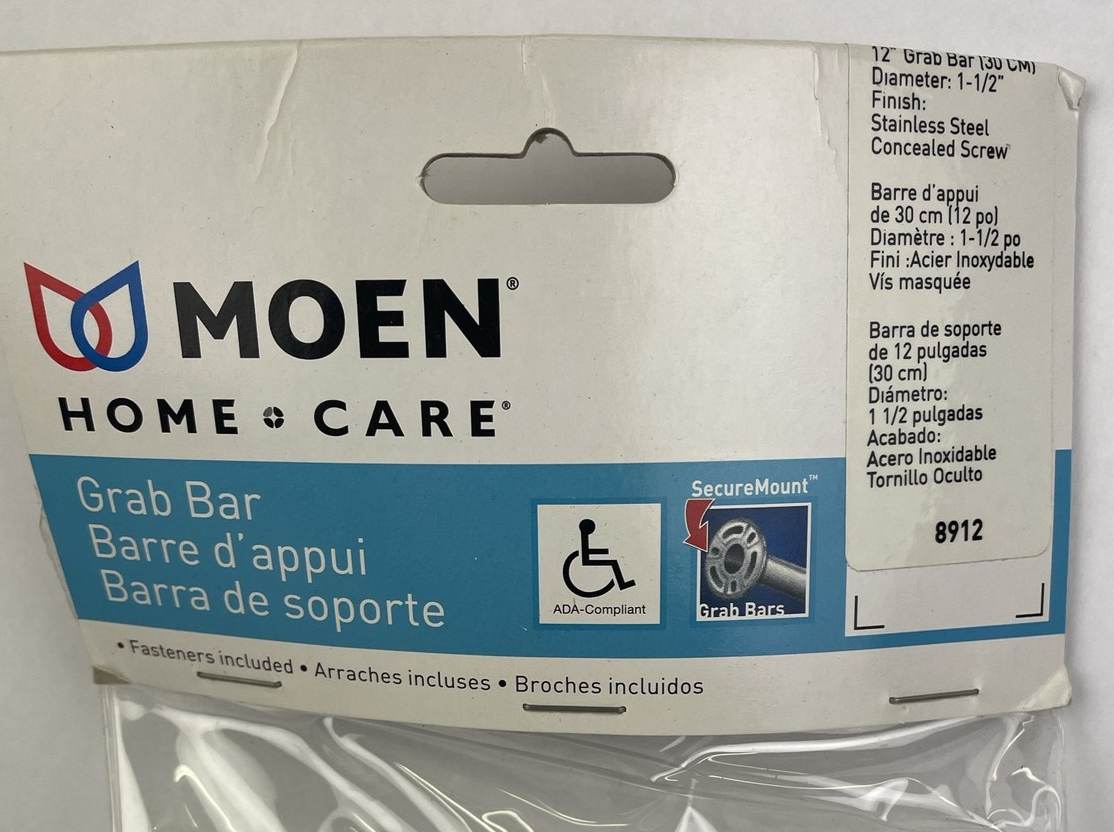 12" Grab Bar (30 CM)
Diameter: 1-1/2"
Finish:
Stainless Steel
Concealed Screw
Barre d'appui
de 30 cm (12 po)
Diamètre : 1-1/2 po
Fini :Acier Inoxydable
Vís masquée
Barra de soporte
de 12 pulgadas
(30 cm)
Diámetro:
1 1/2 pulgadas
Acabado:
Acero Inoxidable
Tornillo Oculto
8912
MOEN®
HOME CARE®
Grab Bar
Barre d'appui
Barra de soporte
ADA-Compliant
SecureMount™
Grab Bars
• Fasteners included • Arraches incluses • Broches incluidos